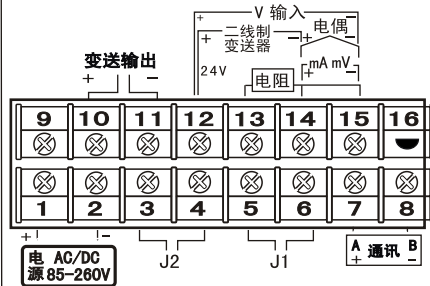 + V 输入 −
+ 二线制 − 电偶
变送器
变送输出
+ −
24V
电阻
+ mA mV −
9 10 11 12 13 14 15 16
1 2 3 4 5 6 7 8
+ −
电 AC/DC
源 85-260V
J2
J1
A 通讯 B
+ −